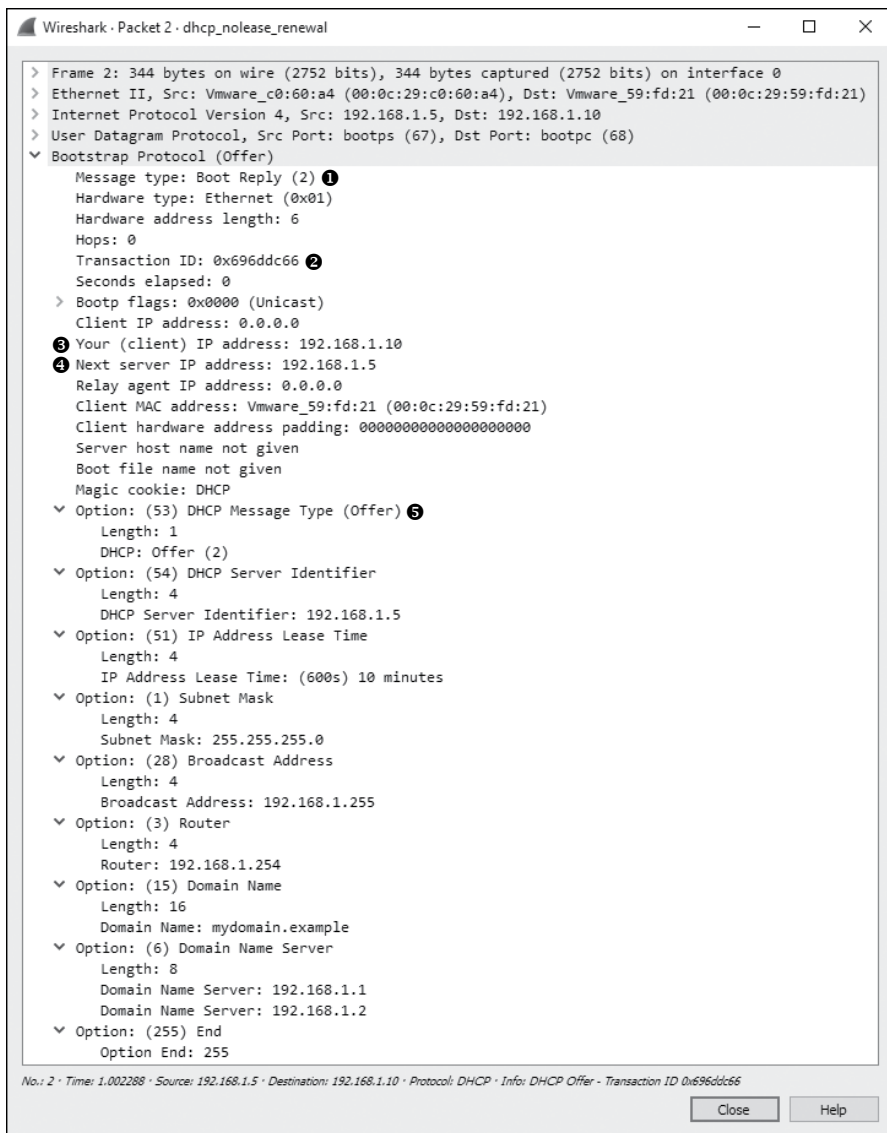 Wireshark · Packet 2 · dhcp_nolease_renewal
> Frame 2: 344 bytes on wire (2752 bits), 344 bytes captured (2752 bits) on interface 0
> Ethernet II, Src: Vmware_c0:60:a4 (00:0c:29:c0:60:a4), Dst: Vmware_59:fd:21 (00:0c:29:59:fd:21)
> Internet Protocol Version 4, Src: 192.168.1.5, Dst: 192.168.1.10
> User Datagram Protocol, Src Port: bootps (67), Dst Port: bootpc (68)
Bootstrap Protocol (Offer)
Message type: Boot Reply (2) ❶
Hardware type: Ethernet (0x01)
Hardware address length: 6
Hops: 0
Transaction ID: 0x696ddc66 ❷
Seconds elapsed: 0
> Bootp flags: 0x0000 (Unicast)
Client IP address: 0.0.0.0
❸ Your (client) IP address: 192.168.1.10
❹ Next server IP address: 192.168.1.5
Relay agent IP address: 0.0.0.0
Client MAC address: Vmware_59:fd:21 (00:0c:29:59:fd:21)
Client hardware address padding: 00000000000000000000
Server host name not given
Boot file name not given
Magic cookie: DHCP
Option: (53) DHCP Message Type (Offer) ❺
Length: 1
DHCP: Offer (2)
Option: (54) DHCP Server Identifier
Length: 4
DHCP Server Identifier: 192.168.1.5
Option: (51) IP Address Lease Time
Length: 4
IP Address Lease Time: (600s) 10 minutes
Option: (1) Subnet Mask
Length: 4
Subnet Mask: 255.255.255.0
Option: (28) Broadcast Address
Length: 4
Broadcast Address: 192.168.1.255
Option: (3) Router
Length: 4
Router: 192.168.1.254
Option: (15) Domain Name
Length: 16
Domain Name: mydomain.example
Option: (6) Domain Name Server
Length: 8
Domain Name Server: 192.168.1.1
Domain Name Server: 192.168.1.2
Option: (255) End
Option End: 255
No.: 2 · Time: 1.002288 · Source: 192.168.1.5 · Destination: 192.168.1.10 · Protocol: DHCP · Info: DHCP Offer - Transaction ID 0x696ddc66
Close Help